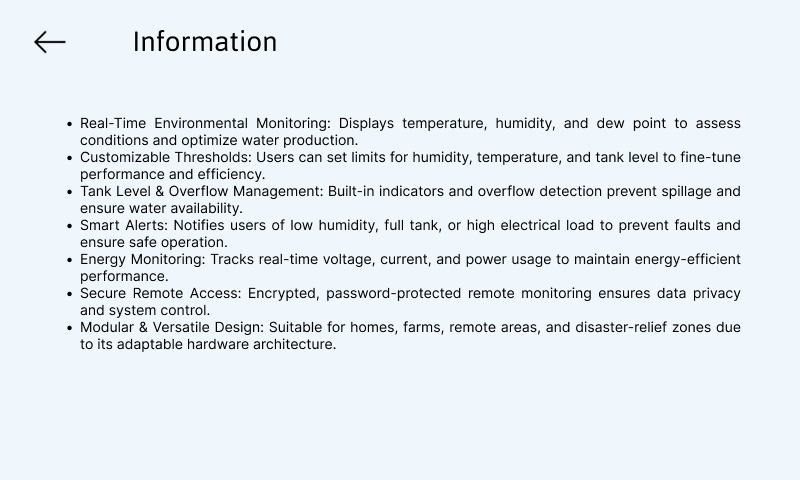 Information
• Real-Time Environmental Monitoring: Displays temperature, humidity, and dew point to assess
conditions and optimize water production.
• Customizable Thresholds: Users can set limits for humidity, temperature, and tank level to fine-tune
performance and efficiency.
• Tank Level & Overflow Management: Built-in indicators and overflow detection prevent spillage and
ensure water availability.
• Smart Alerts: Notifies users of low humidity, full tank, or high electrical load to prevent faults and
ensure safe operation.
• Energy Monitoring: Tracks real-time voltage, current, and power usage to maintain energy-efficient
performance.
• Secure Remote Access: Encrypted, password-protected remote monitoring ensures data privacy
and system control.
• Modular & Versatile Design: Suitable for homes, farms, remote areas, and disaster-relief zones due
to its adaptable hardware architecture.